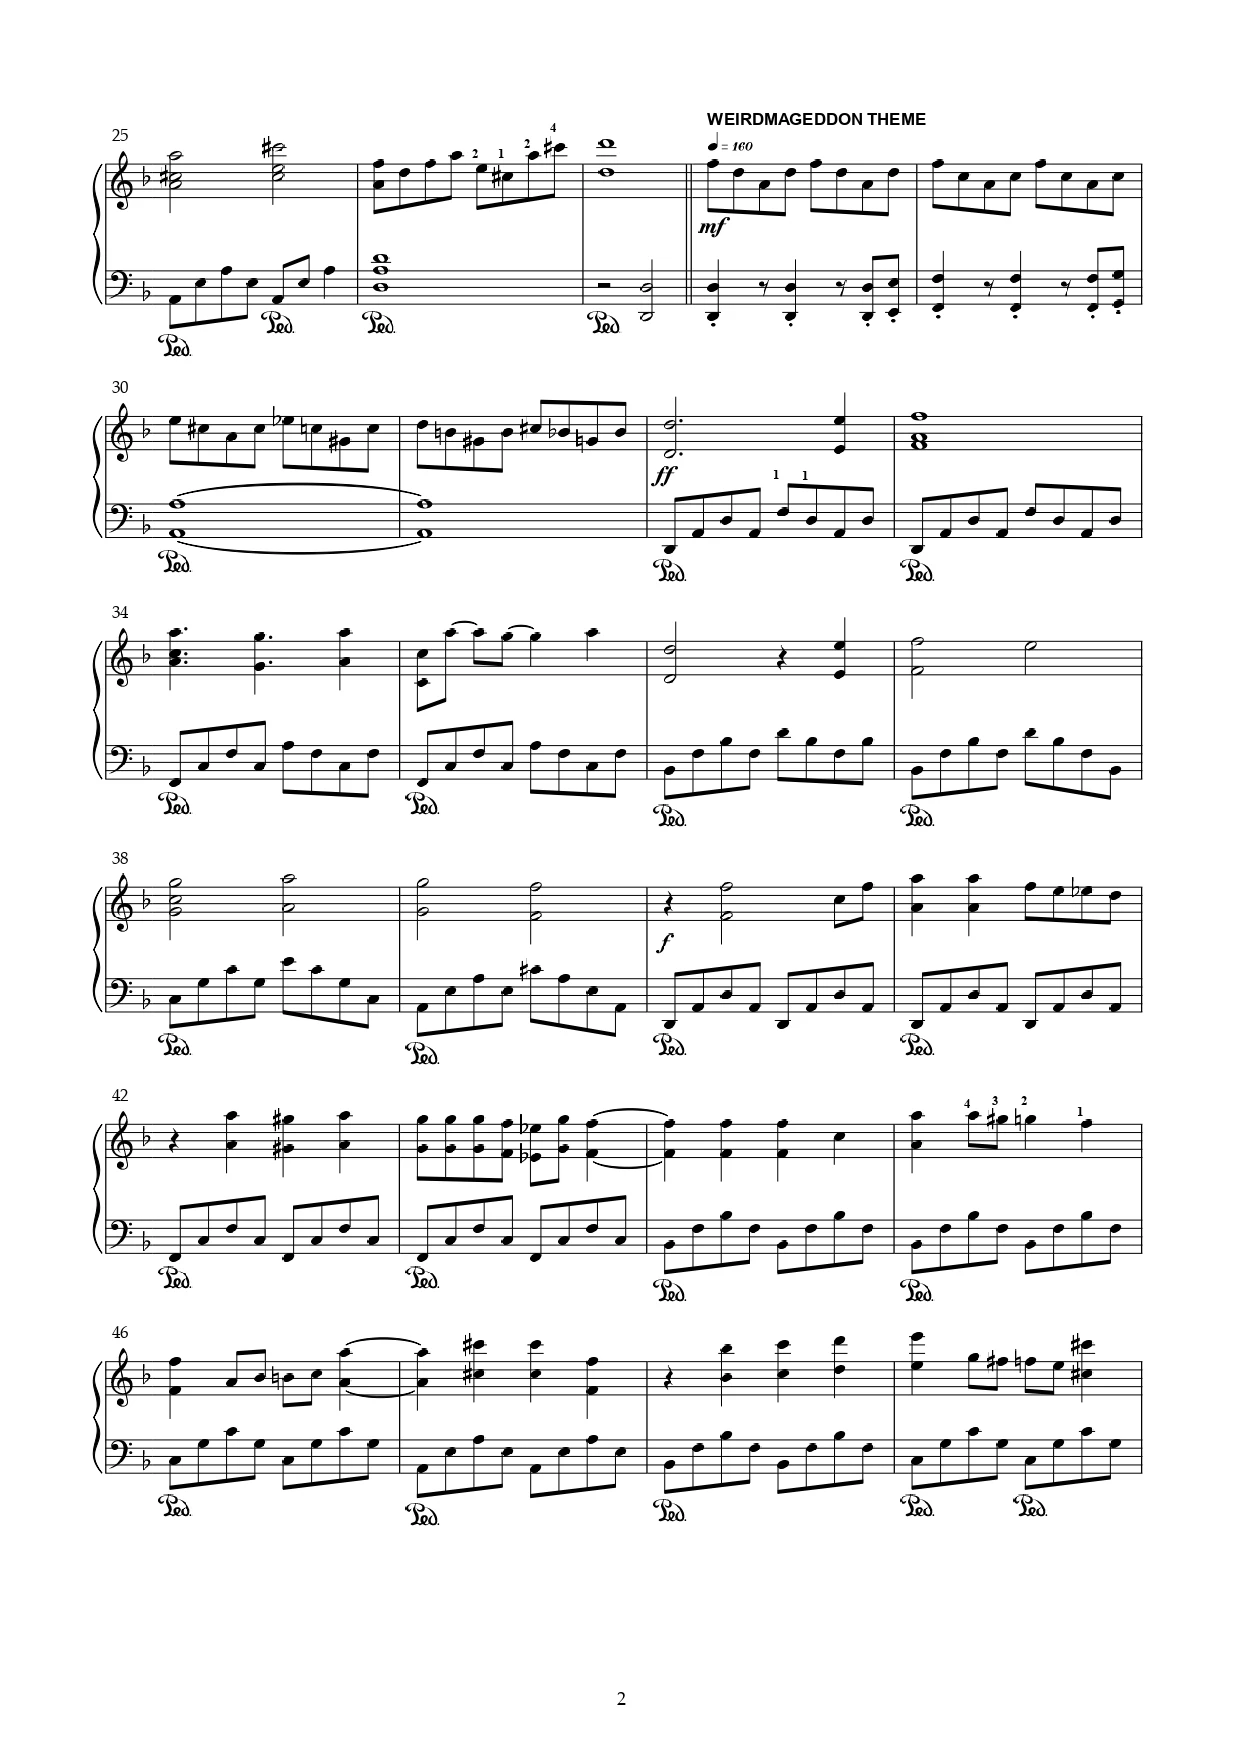 WEIRDMAGEDDON THEME
25
4
2 1 2
= 160
mf
Ped. Ped. Ped. Ped.
30
ff
1 1
Ped. Ped. Ped.
34
Ped. Ped. Ped. Ped.
38
f
Ped. Ped. Ped. Ped.
42
4 3 2 1
Ped. Ped. Ped. Ped.
46
Ped. Ped. Ped. Ped. Ped.
2